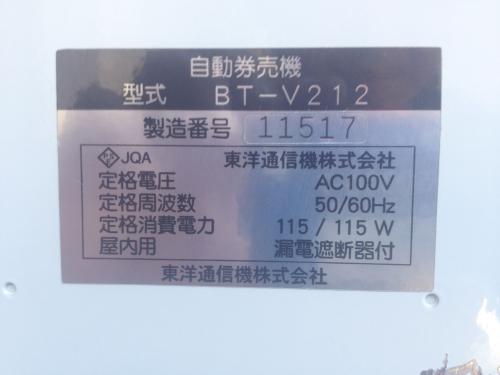 自動券売機
型式 BT-V212
製造番号 11517
JQA 東洋通信機株式会社
定格電圧 AC100V
定格周波数 50/60Hz
定格消費電力 115 / 115 W
屋内用 漏電遮断器付
東洋通信機株式会社